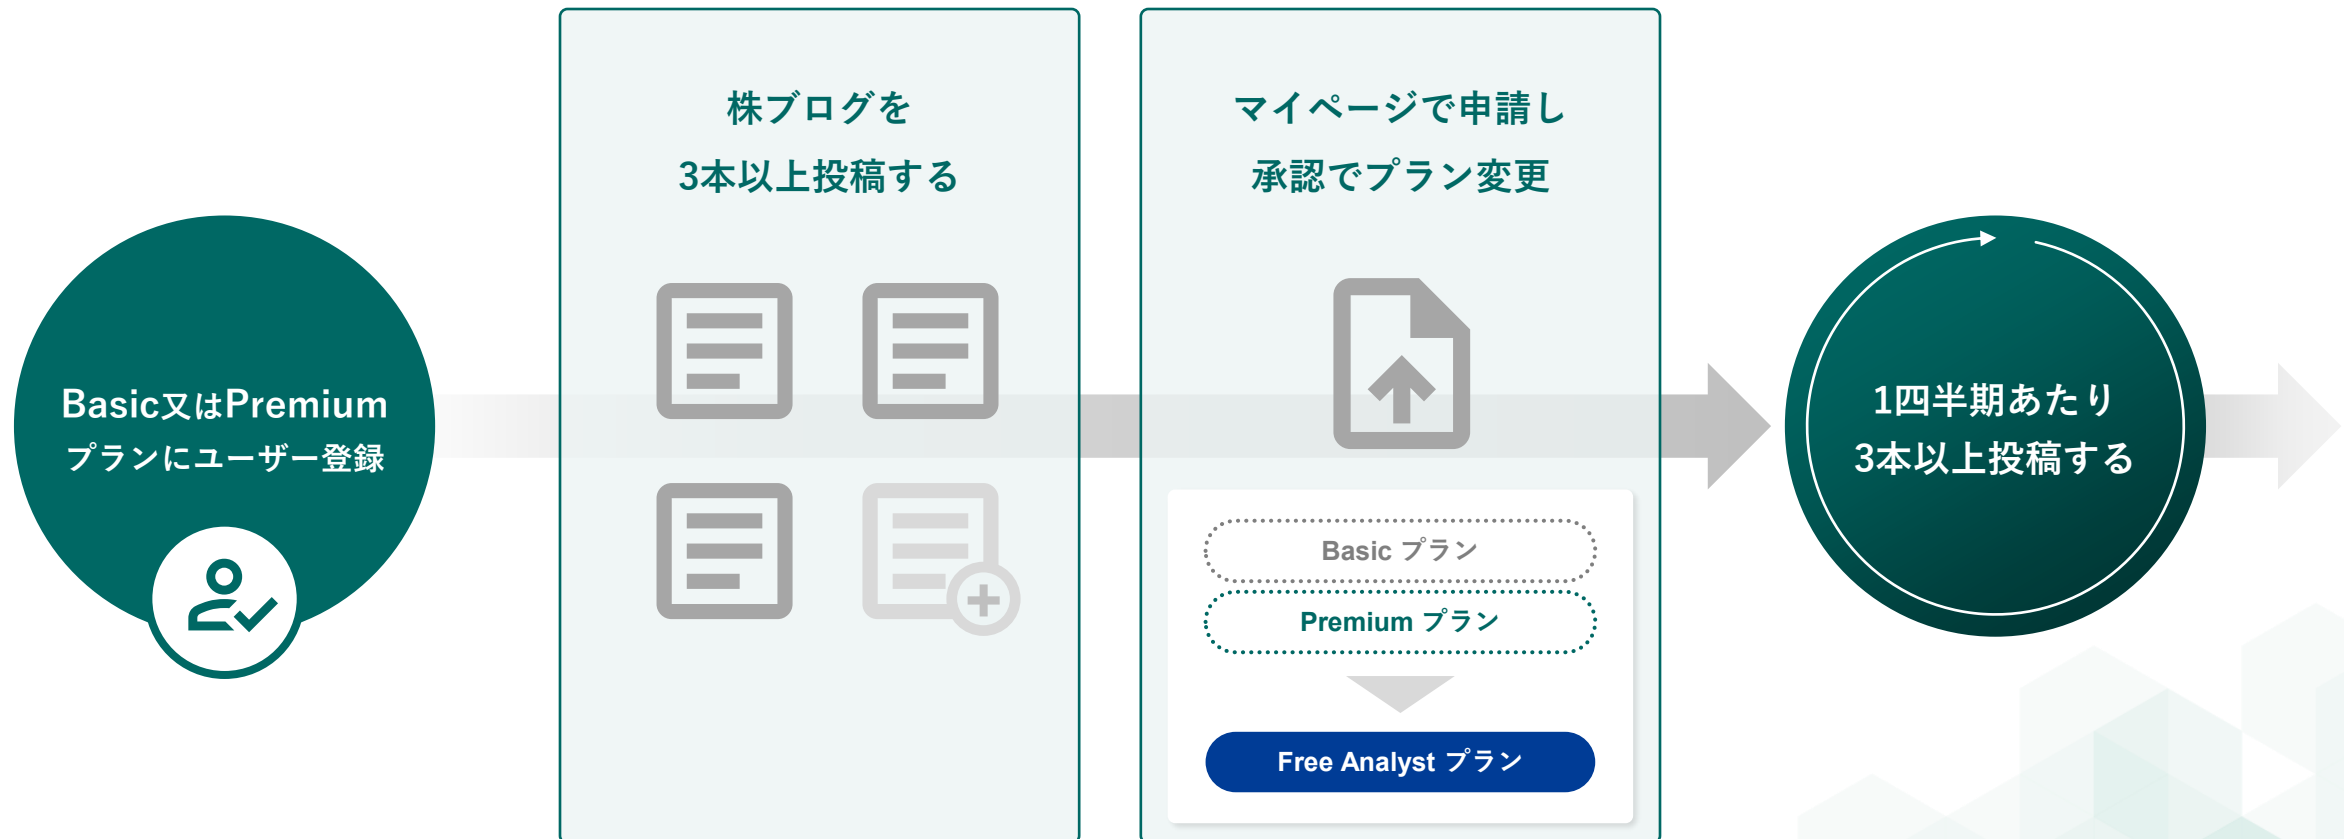 Basic又はPremium
プランにユーザー登録
株ブログを
3本以上投稿する
マイページで申請し
承認でプラン変更
Basic プラン
Premium プラン
Free Analyst プラン
1四半期あたり
3本以上投稿する